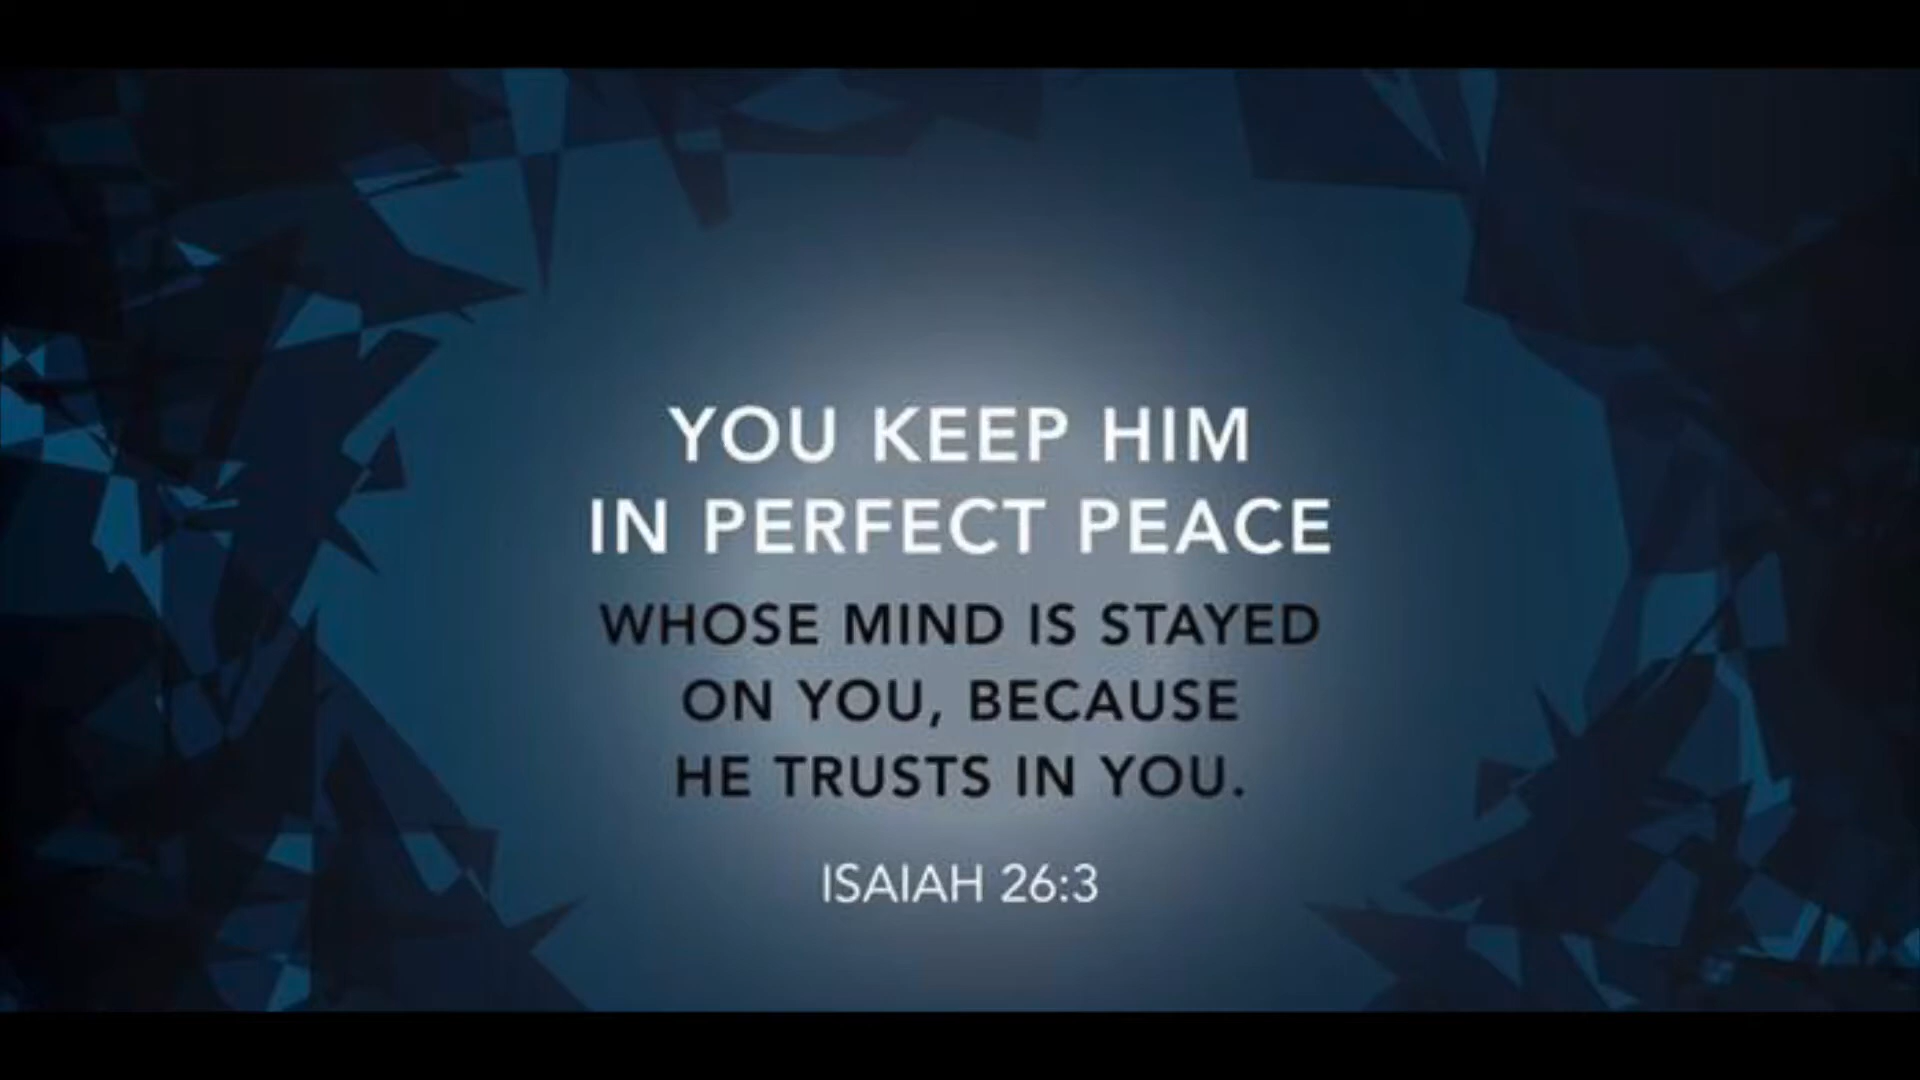 YOU KEEP HIM
IN PERFECT PEACE
WHOSE MIND IS STAYED
ON YOU, BECAUSE
HE TRUSTS IN YOU.
ISAIAH 26:3